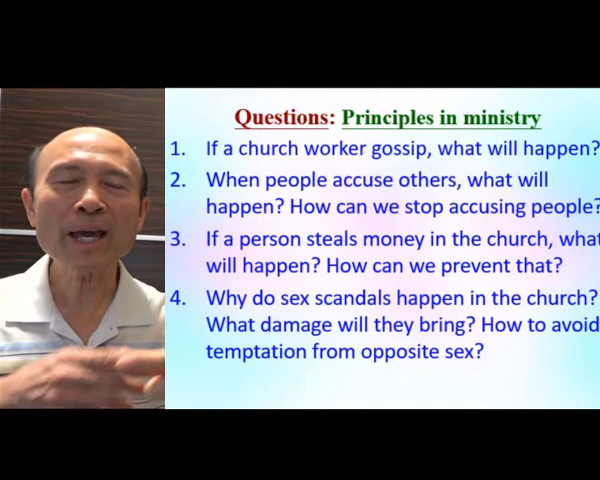 Questions: Principles in ministry
1. If a church worker gossip, what will happen?
2. When people accuse others, what will
happen? How can we stop accusing people?
3. If a person steals money in the church, what
will happen? How can we prevent that?
4. Why do sex scandals happen in the church?
What damage will they bring? How to avoid
temptation from opposite sex?